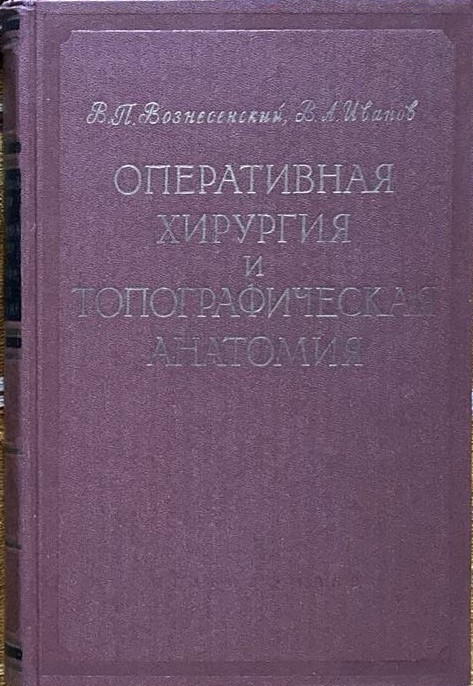 В.П. Вознесенский, В.А. Иванов
ОПЕРАТИВНАЯ
ХИРУРГИЯ
И
ТОПОГРАФИЧЕСКАЯ
АНАТОМИЯ